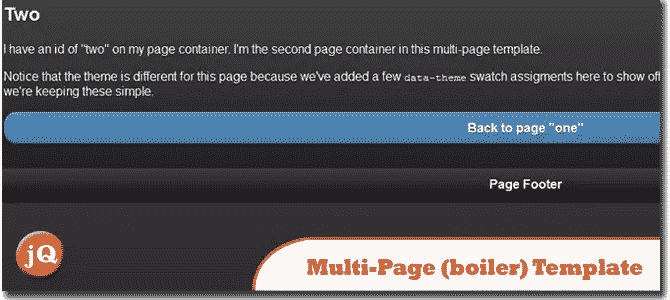 Two
I have an id of "two" on my page container. I'm the second page container in this multi-page template.
Notice that the theme is different for this page because we've added a few data-theme swatch assigments here to show off
we're keeping these simple.
Back to page "one"
Page Footer
jQ
Multi-Page (boiler) Template